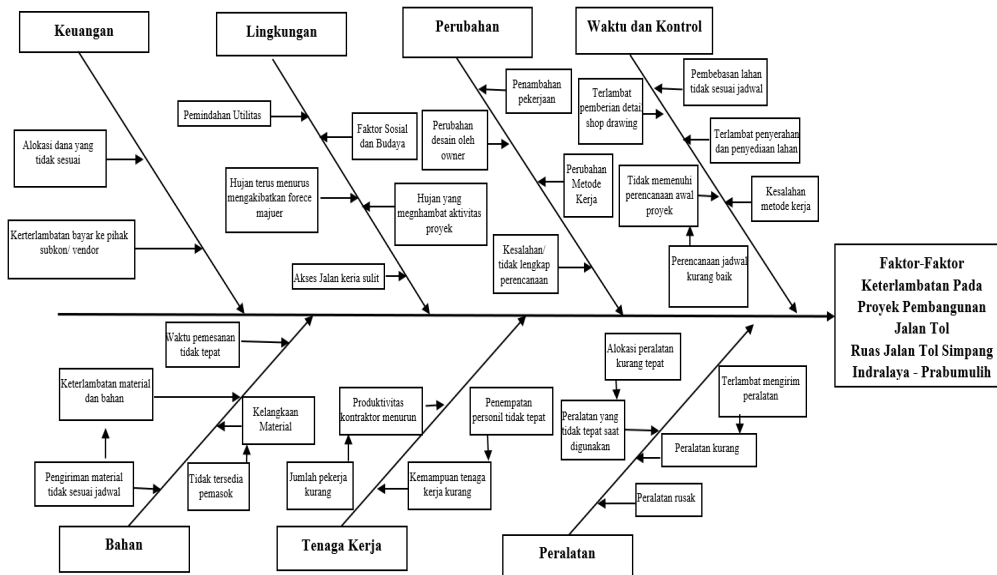 Keuangan
Lingkungan
Perubahan
Waktu dan Kontrol
Alokasi dana yang
tidak sesuai
Kerterlambatan bayar ke pihak
subkon/ vendor
Pemindahan Utilitas
Faktor Sosial
dan Budaya
Hujan terus menurus
mengakibatkan forece
majuer
Hujan yang
megnhambat aktivitas
proyek
Akses Jalan kerja sulit
Penambahan
pekerjaan
Perubahan
desain oleh
owner
Perubahan
Metode
Kerja
Kesalahan/
tidak lengkap
perencanaan
Pembebasan lahan
tidak sesuai jadwal
Terlambat
pemberian detail
shop drawing
Terlambat penyerahan
dan penyediaan lahan
Tidak memenuhi
perencanaan awal
proyek
Kesalahan
metode kerja
Perencanaan jadwal
kurang baik
Faktor-Faktor
Keterlambatan Pada
Proyek Pembangunan
Jalan Tol
Ruas Jalan Tol Simpang
Indralaya - Prabumulih
Waktu pemesanan
tidak tepat
Keterlambatan material
dan bahan
Kelangkaan
Material
Pengiriman material
tidak sesuai jadwal
Tidak tersedia
pemasok
Produktivitas
kontraktor menurun
Penempatan
personil tidak tepat
Jumlah pekerja
kurang
Kemampuan tenaga
kerja kurang
Alokasi peralatan
kurang tepat
Terlambat mengirim
peralatan
Peralatan yang
tidak tepat saat
digunakan
Peralatan kurang
Peralatan rusak
Bahan
Tenaga Kerja
Peralatan